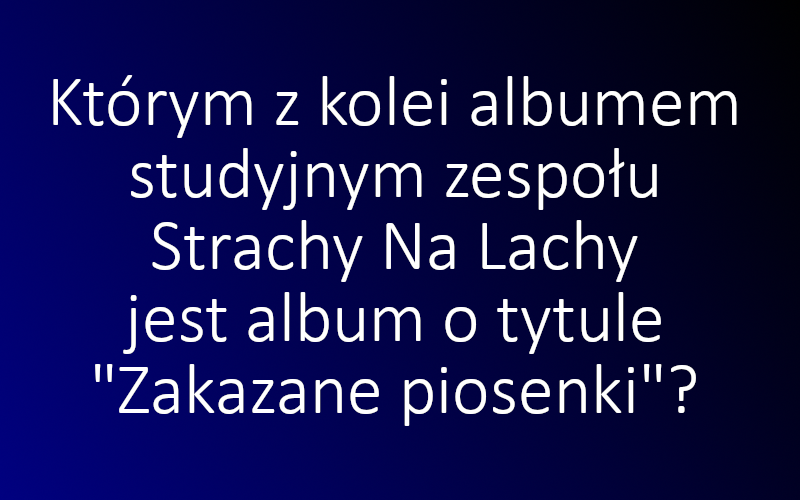 Którym z kolei albumem
studyjnym zespołu
Strachy Na Lachy
jest album o tytule
"Zakazane piosenki"?